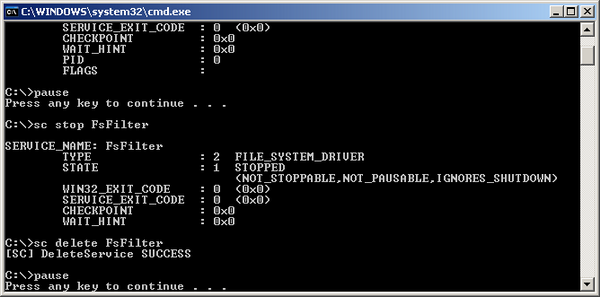 C:\WINDOWS\system32\cmd.exe
SERVICE_EXIT_CODE : 0 (0x0)
CHECKPOINT : 0x0
WAIT_HINT : 0x0
PID : 0
FLAGS :
C:\>pause
Press any key to continue . . .
C:\>sc stop FsFilter
SERVICE_NAME: FsFilter
TYPE : 2 FILE_SYSTEM_DRIVER
STATE : 1 STOPPED
(NOT_STOPPABLE,NOT_PAUSABLE,IGNORES_SHUTDOWN)
WIN32_EXIT_CODE : 0 (0x0)
SERVICE_EXIT_CODE : 0 (0x0)
CHECKPOINT : 0x0
WAIT_HINT : 0x0
C:\>sc delete FsFilter
[SC] DeleteService SUCCESS
C:\>pause
Press any key to continue . . .